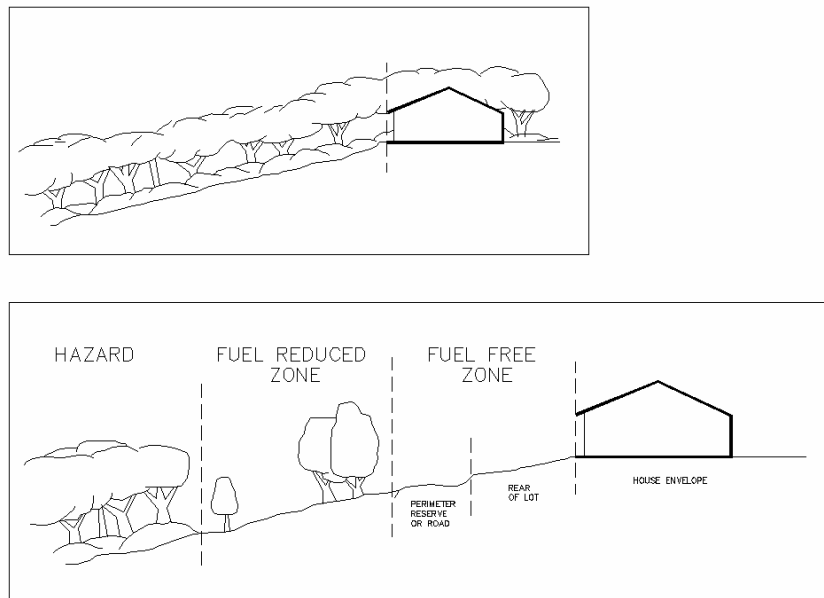 HAZARD
FUEL REDUCED
ZONE
FUEL FREE
ZONE
PERIMETER
RESERVE
OR ROAD
REAR
OF LOT
HOUSE ENVELOPE